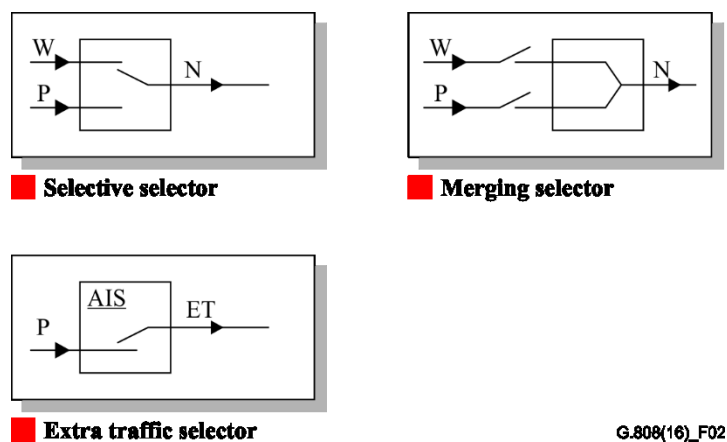 W
P
N
Selective selector
W
P
N
Merging selector
AIS
P
ET
Extra traffic selector
G.808(16)_F02